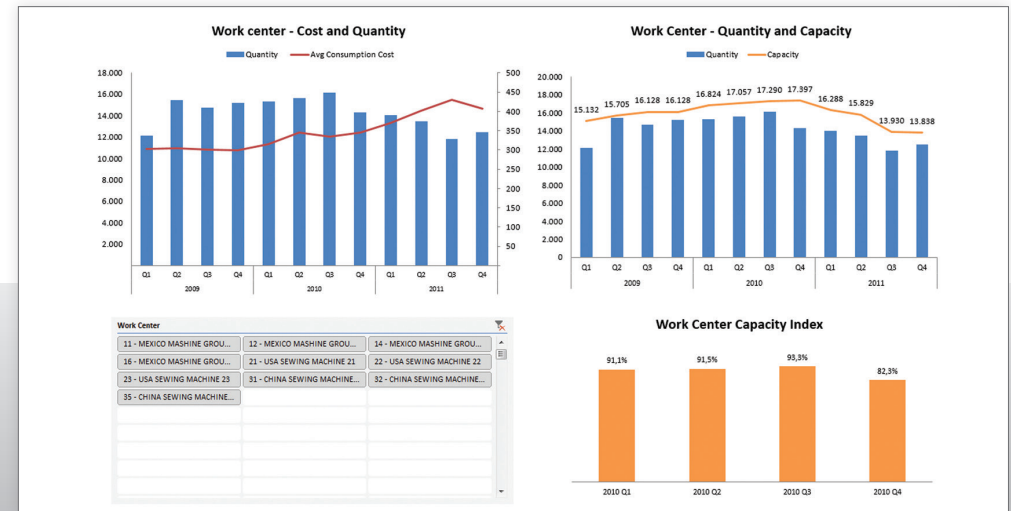 Work center - Cost and Quantity
Quantity Avg Consumption Cost
18.000
16.000
14.000
12.000
10.000
8.000
6.000
4.000
2.000
500
450
400
350
300
250
200
150
100
50
Q1 Q2 Q3 Q4 Q1 Q2 Q3 Q4 Q1 Q2 Q3 Q4
2009 2010 2011
Work Center - Quantity and Capacity
Quantity Capacity
20.000
18.000
16.000
14.000
12.000
10.000
8.000
6.000
4.000
2.000
0
15.132 15.705 16.128 16.128 16.824 17.057 17.290 17.397 16.288 15.829 13.930 13.838
Q1 Q2 Q3 Q4 Q1 Q2 Q3 Q4 Q1 Q2 Q3 Q4
2009 2010 2011
Work Center
11 - MEXICO MASHINE GROU... 12 - MEXICO MASHINE GROU... 14 - MEXICO MASHINE GROU...
16 - MEXICO MASHINE GROU... 21 - USA SEWING MACHINE 21 22 - USA SEWING MACHINE 22
23 - USA SEWING MACHINE 23 31 - CHINA SEWING MACHINE... 32 - CHINA SEWING MACHINE...
35 - CHINA SEWING MACHINE...
Work Center Capacity Index
91,1% 91,5% 93,3% 82,3%
2010 Q1 2010 Q2 2010 Q3 2010 Q4